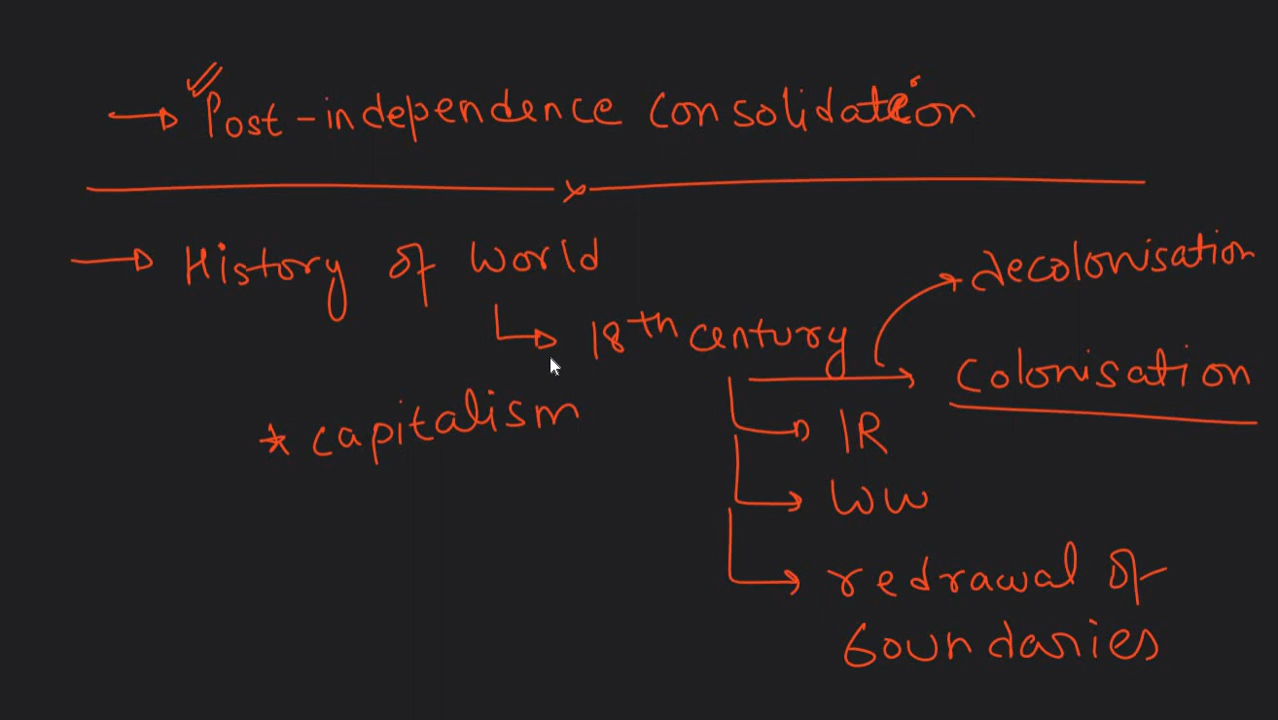 Post-independence consolidation
History of World
decolonisation
18th century
colonisation
* capitalism
IR
WW
redrawal of
boundaries